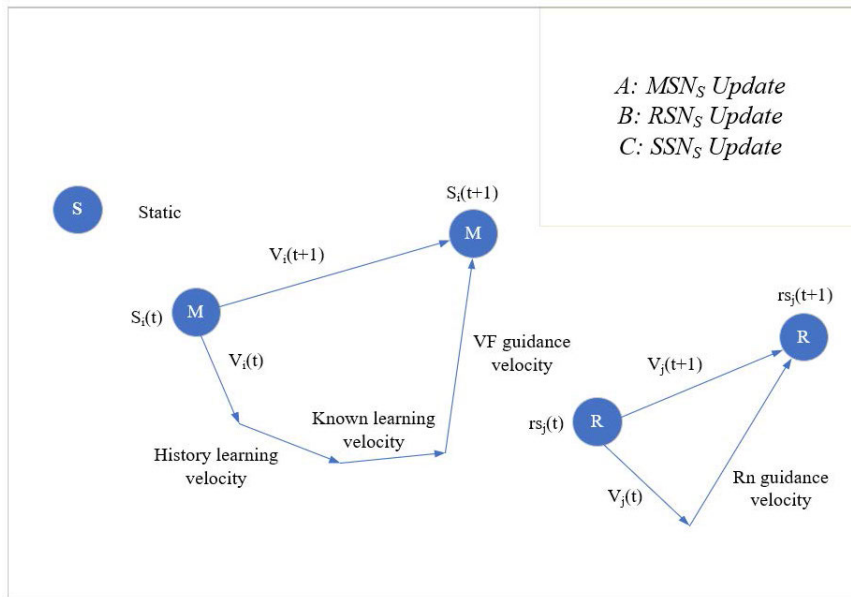 A: MSN_S Update
B: RSN_S Update
C: SSN_S Update
S
Static
S_i(t+1)
M
V_i(t+1)
M
S_i(t)
V_i(t)
VF guidance
velocity
Known learning
velocity
History learning
velocity
rs_j(t+1)
R
V_j(t+1)
R
rs_j(t)
V_j(t)
Rn guidance
velocity